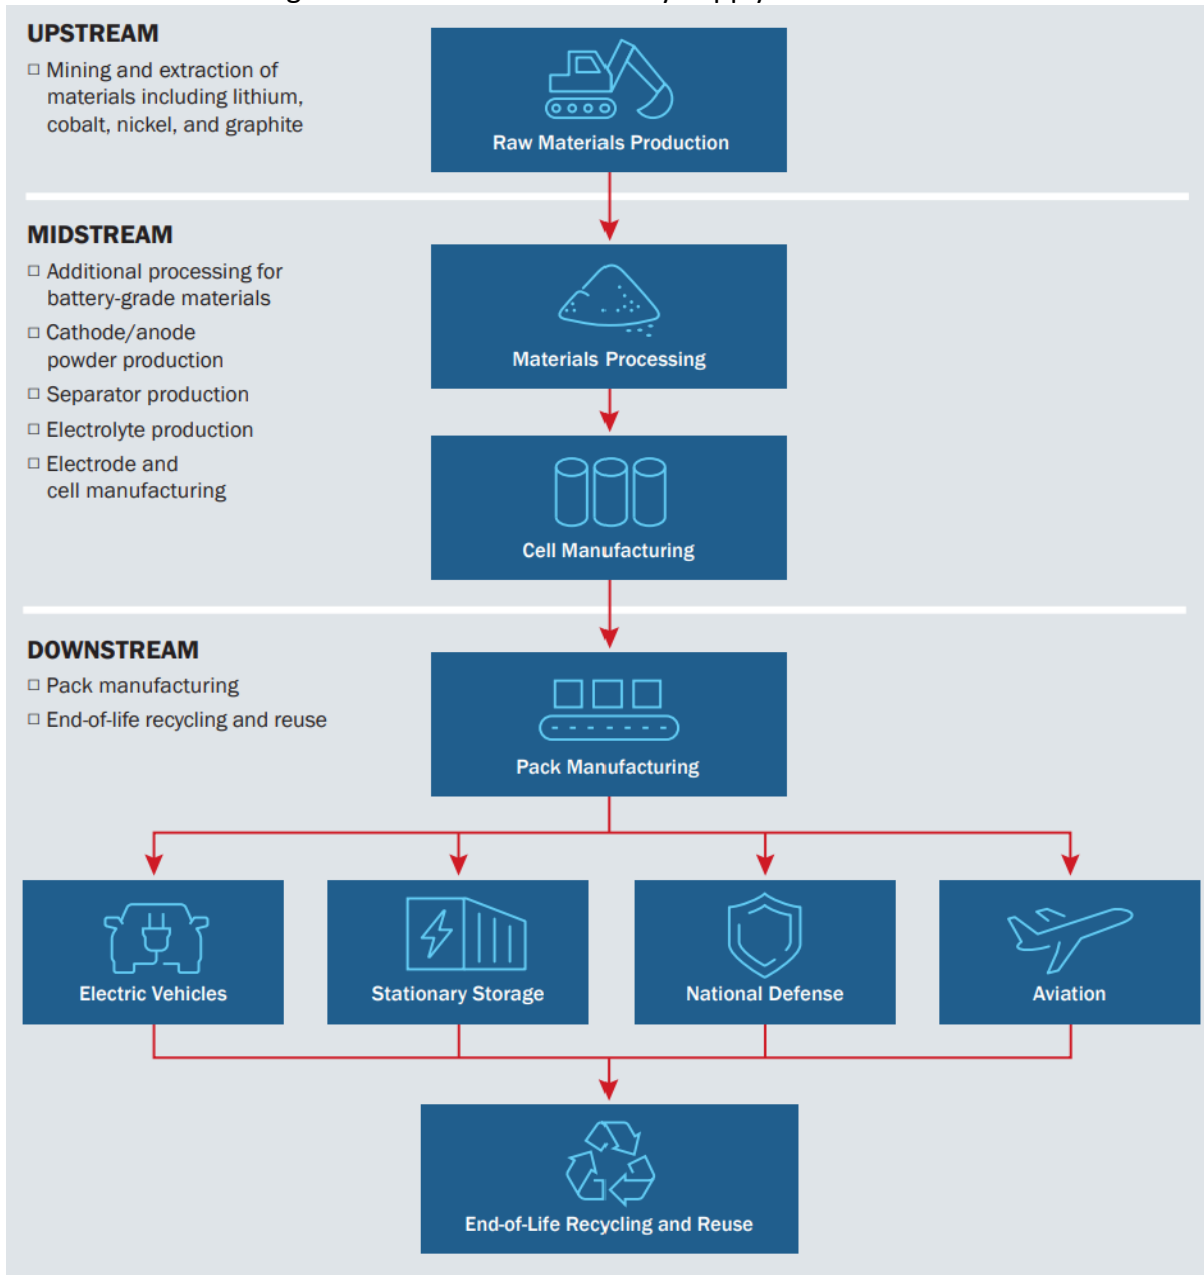 UPSTREAM
□ Mining and extraction of
materials including lithium,
cobalt, nickel, and graphite
Raw Materials Production
MIDSTREAM
□ Additional processing for
battery-grade materials
□ Cathode/anode
powder production
□ Separator production
□ Electrolyte production
□ Electrode and
cell manufacturing
Materials Processing
Cell Manufacturing
DOWNSTREAM
□ Pack manufacturing
□ End-of-life recycling and reuse
Pack Manufacturing
Electric Vehicles
Stationary Storage
National Defense
Aviation
End-of-Life Recycling and Reuse